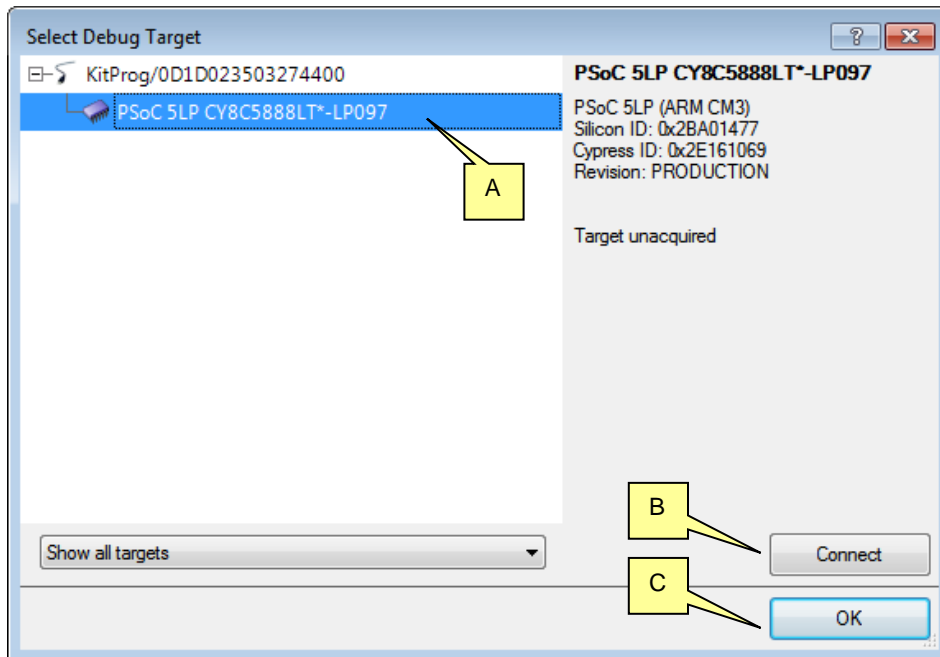 Select Debug Target
KitProg/0D1D023503274400
PSoC 5LP CY8C5888LT*-LP097
A
PSoC 5LP CY8C5888LT*-LP097
PSoC 5LP (ARM CM3)
Silicon ID: 0x2BA01477
Cypress ID: 0x2E161069
Revision: PRODUCTION
Target unacquired
Show all targets
B
Connect
C
OK